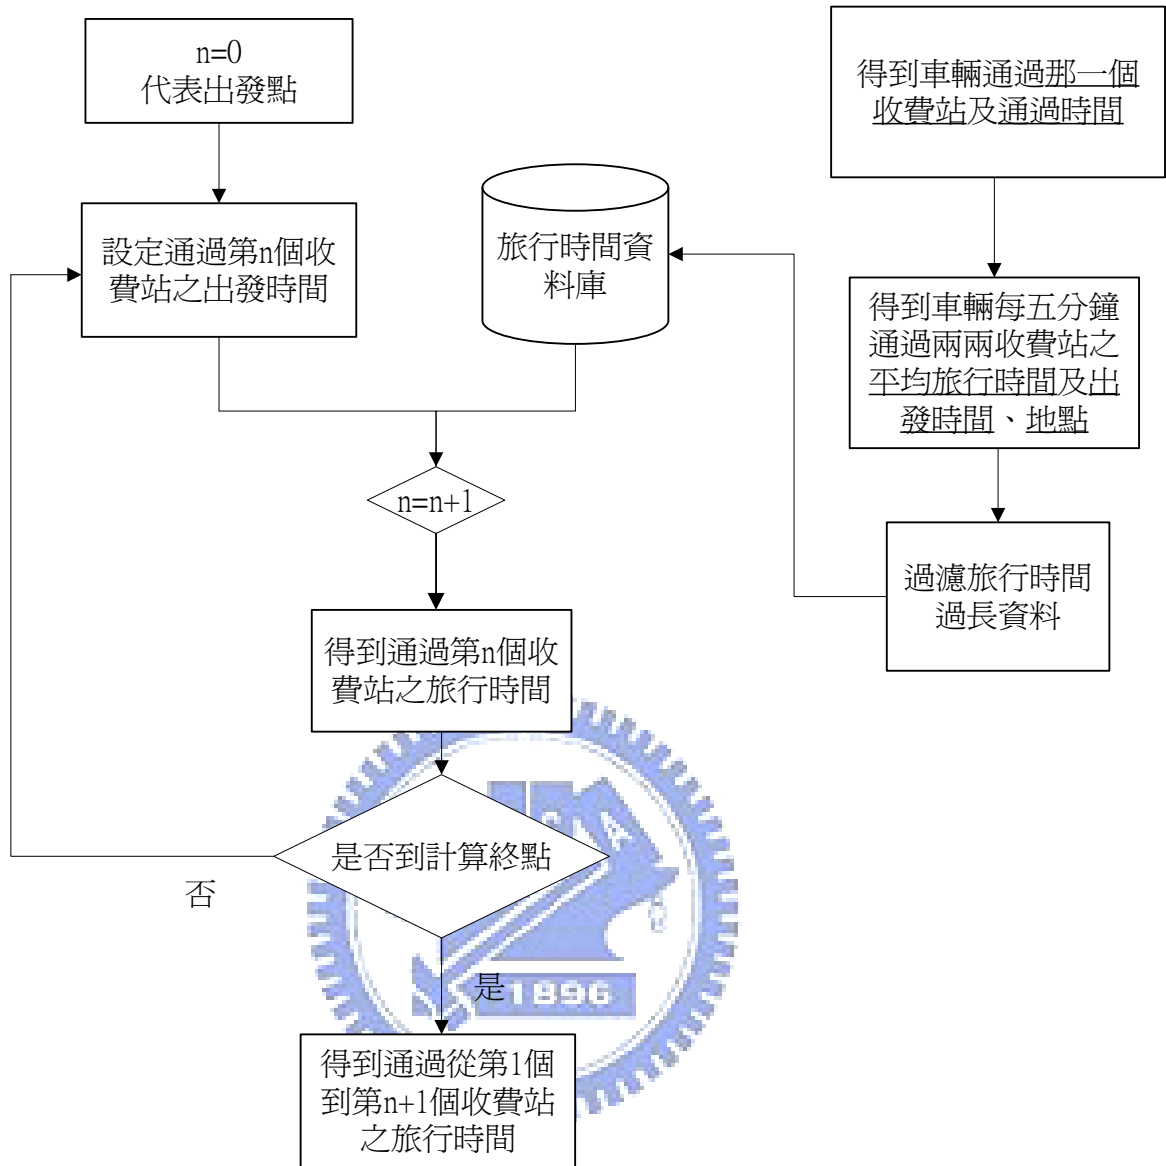 n=0
代表出發點
設定通過第n個收
費站之出發時間
旅行時間資
料庫
得到車輛通過那一個
收費站及通過時間
得到車輛每五分鐘
通過兩兩收費站之
平均旅行時間及出
發時間、地點
過濾旅行時間
過長資料
n=n+1
得到通過第n個收
費站之旅行時間
是否到計算終點
否
是
1896
得到通過從第1個
到第n+1個收費站
之旅行時間